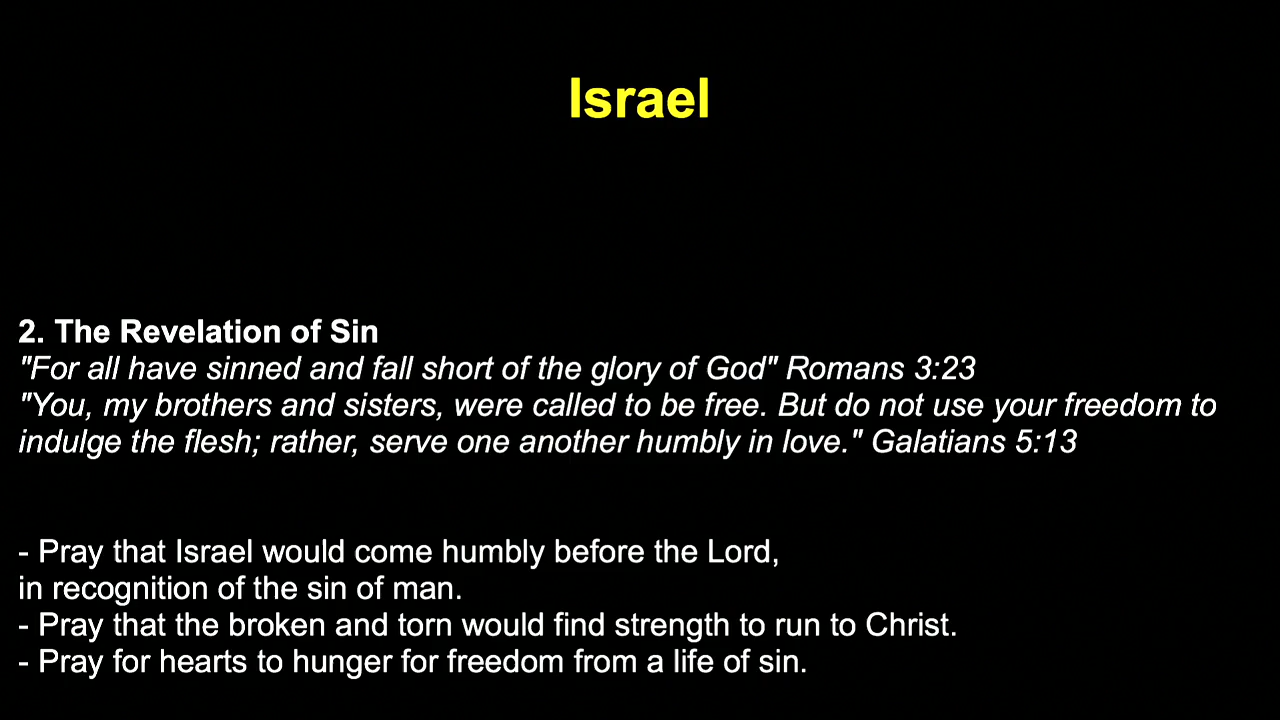 Israel
2. The Revelation of Sin
"For all have sinned and fall short of the glory of God" Romans 3:23
"You, my brothers and sisters, were called to be free. But do not use your freedom to
indulge the flesh; rather, serve one another humbly in love." Galatians 5:13
- Pray that Israel would come humbly before the Lord,
in recognition of the sin of man.
- Pray that the broken and torn would find strength to run to Christ.
- Pray for hearts to hunger for freedom from a life of sin.